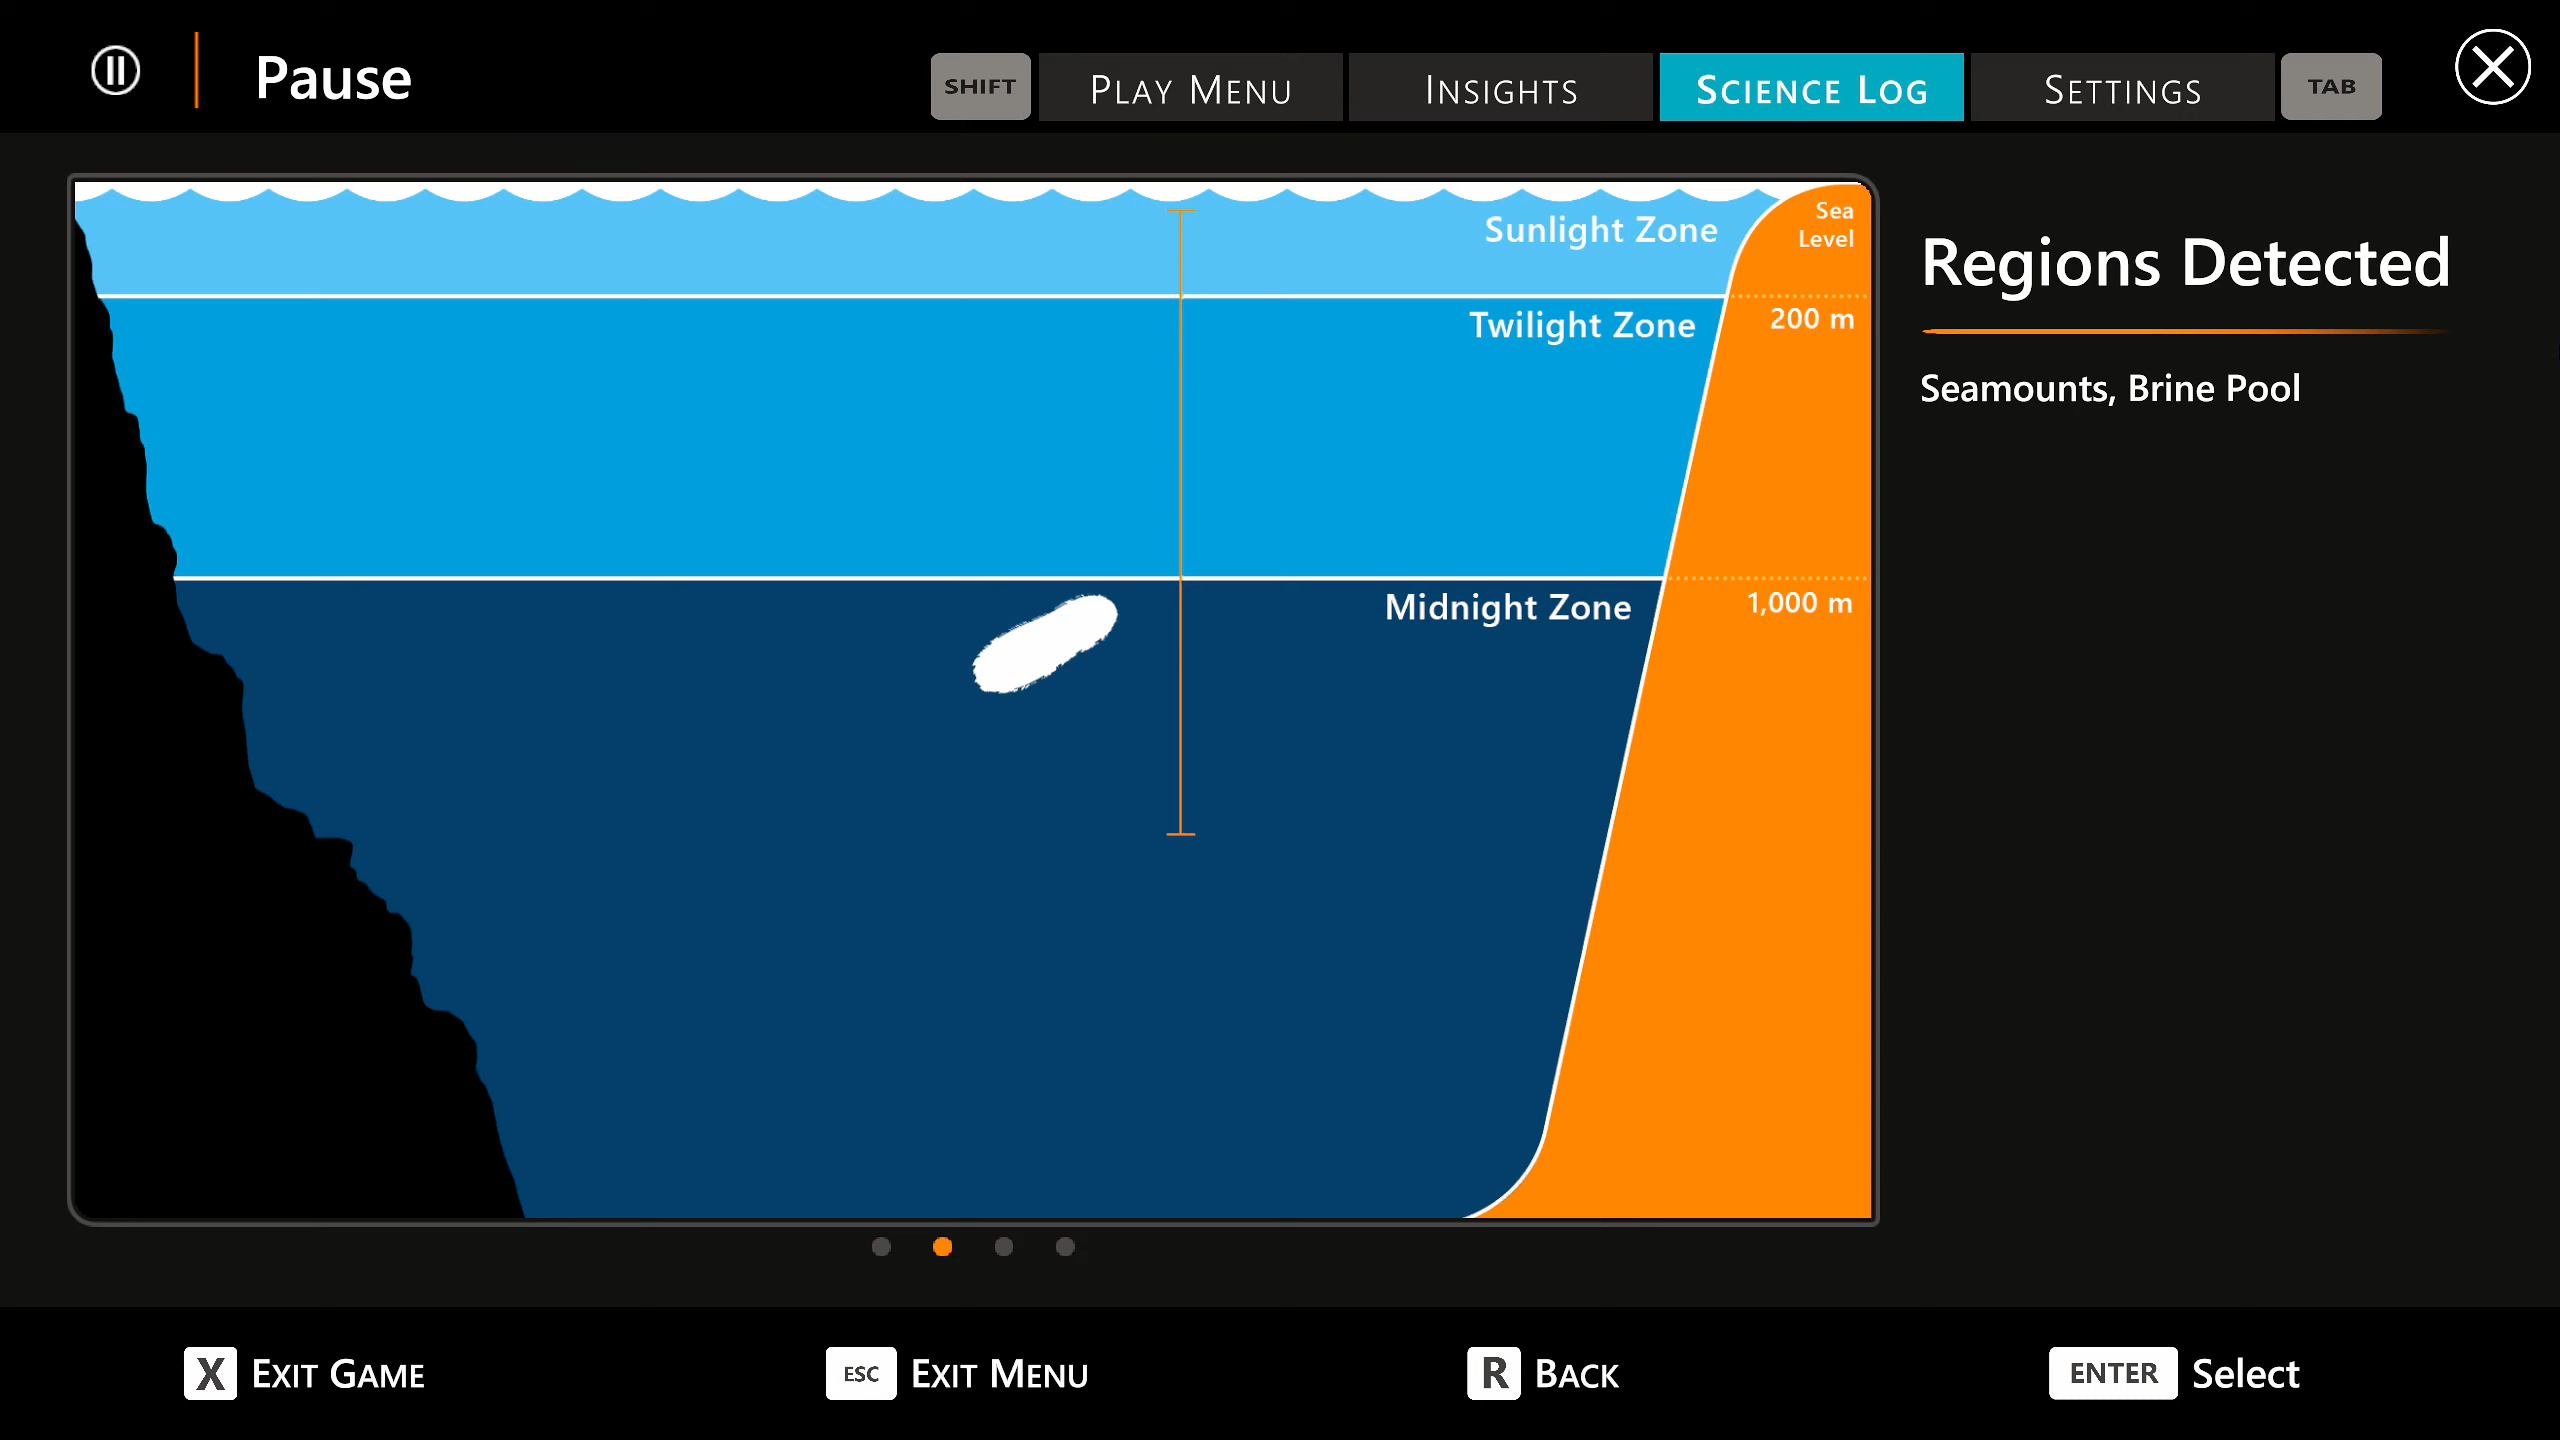 Pause
SHIFT
PLAY MENU
INSIGHTS
SCIENCE LOG
SETTINGS
TAB
Sunlight Zone
Sea
Level
Twilight Zone
200 m
Midnight Zone
1,000 m
Regions Detected
Seamounts, Brine Pool
X EXIT GAME
ESC EXIT MENU
R BACK
ENTER Select